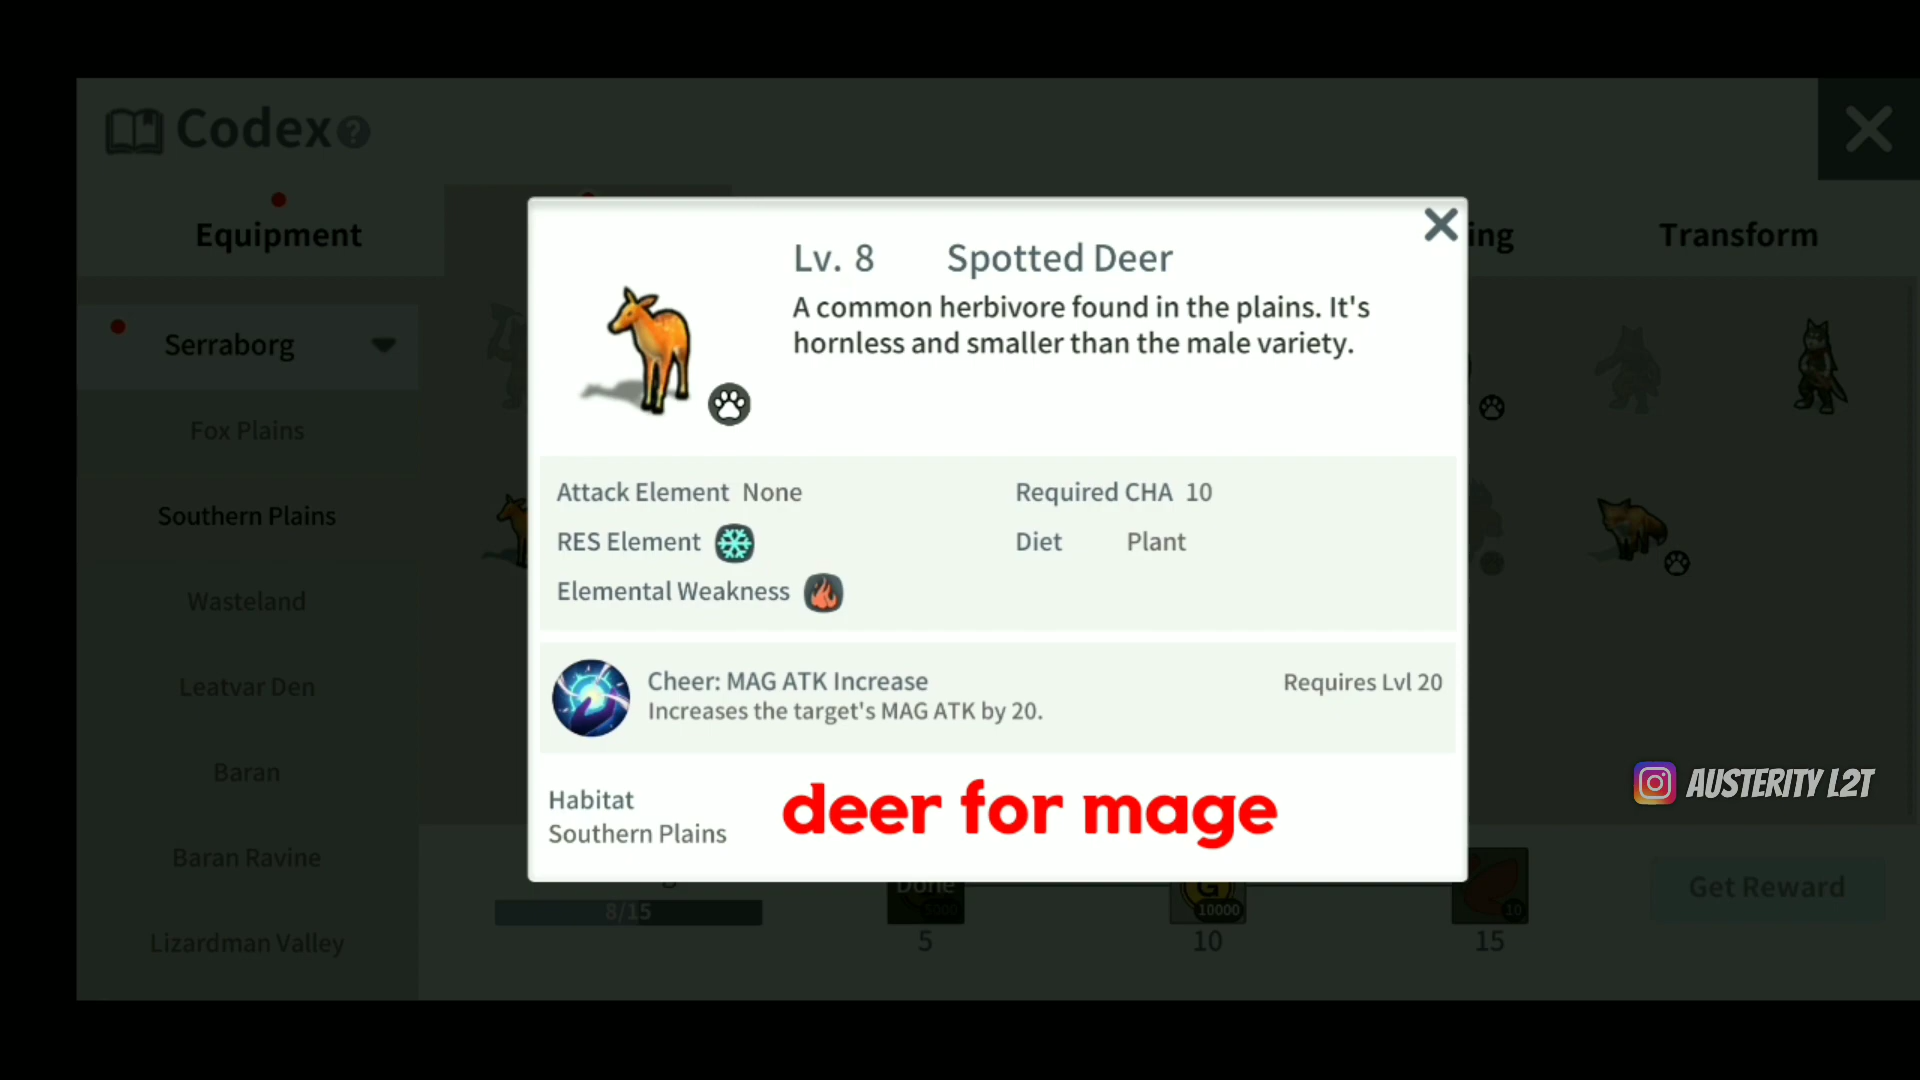 Codex ?
Equipment
ing
Transform
Serraborg
Fox Plains
Southern Plains
Wasteland
Leatvar Den
Baran
Baran Ravine
Lizardman Valley
Lv. 8 Spotted Deer
A common herbivore found in the plains. It's
hornless and smaller than the male variety.
Attack Element None
Required CHA 10
RES Element
Diet Plant
Elemental Weakness
Cheer: MAG ATK Increase
Requires Lvl 20
Increases the target's MAG ATK by 20.
Habitat
Southern Plains
deer for mage
AUSTERITY L2T
8/15
Done
5
G
10000
10
10
15
Get Reward